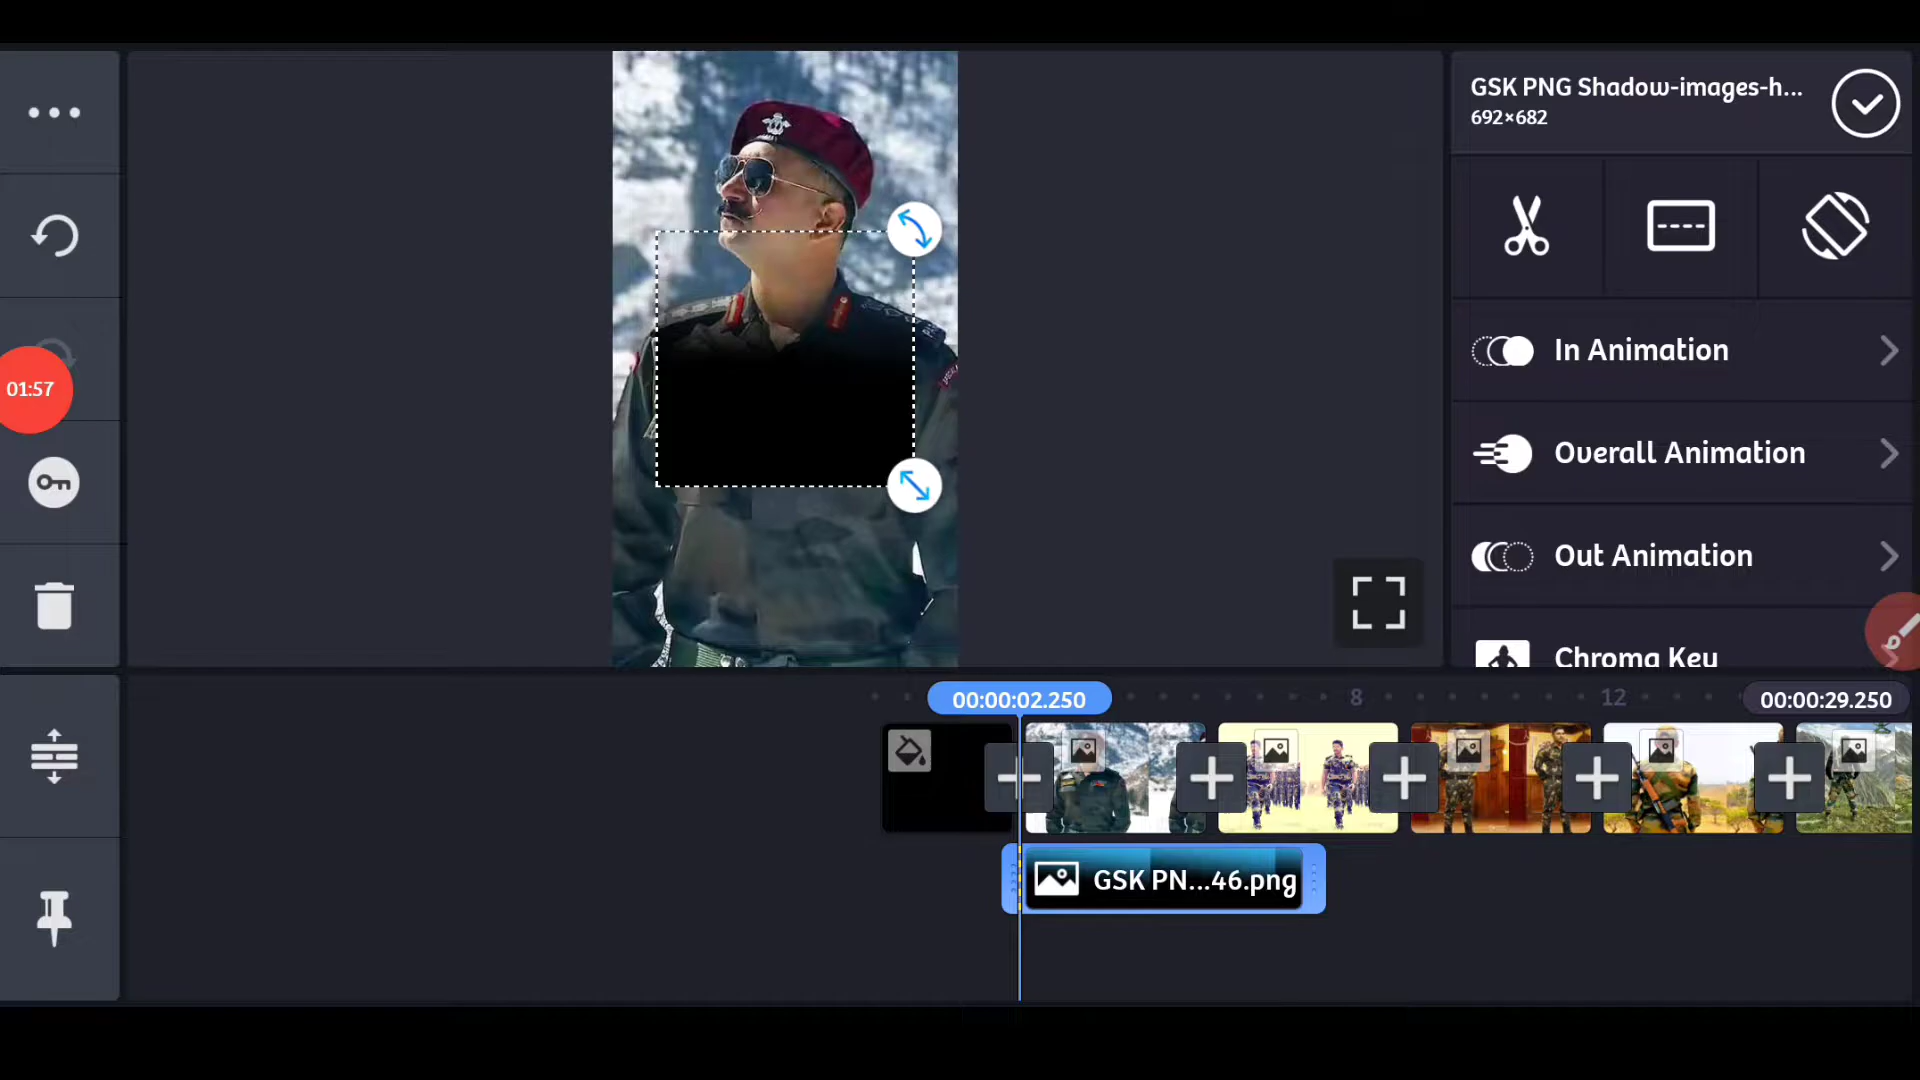 GSK PNG Shadow-images-h...
692×682
In Animation
01:57
Overall Animation
Out Animation
Chroma Key
00:00:02.250
8
12
00:00:29.250
GSK PN...46.png